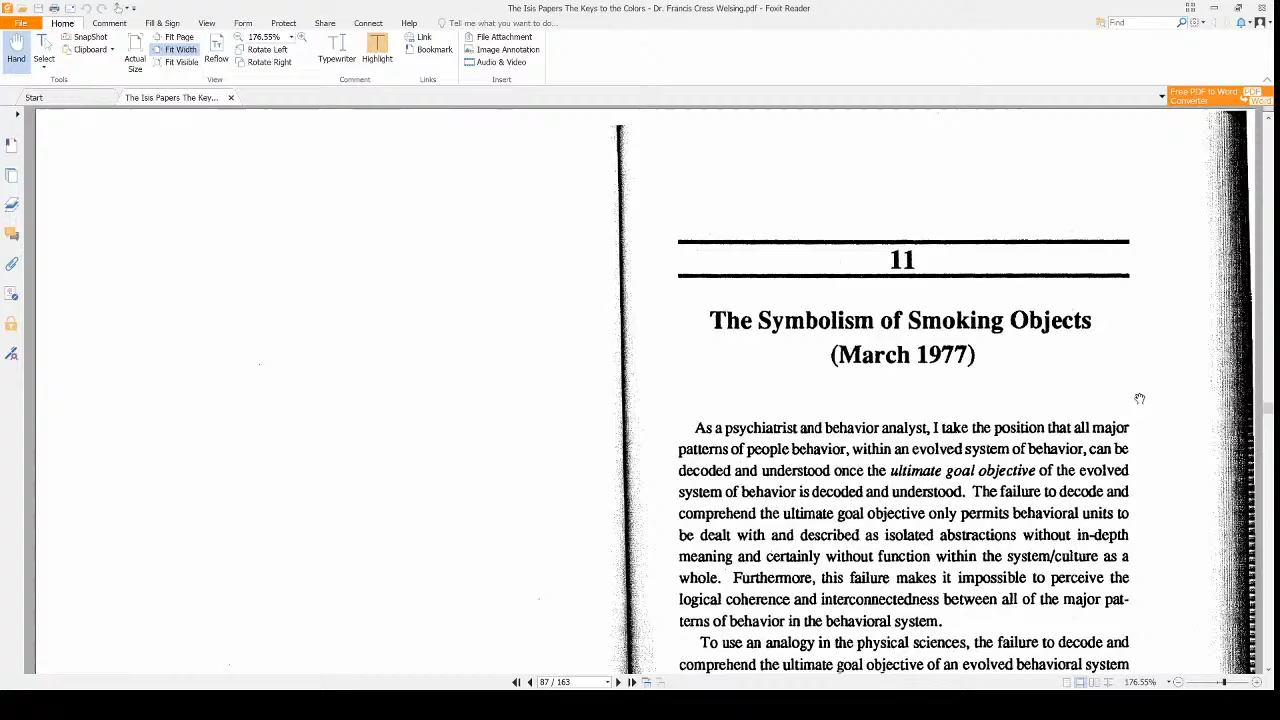 The Isis Papers The Keys to the Colors - Dr. Francis Cress Welsing.pdf - Foxit Reader
File Home Comment Fill & Sign View Form Protect Share Connect Help Tell me what you want to do... Find
Hand
Select
SnapShot
Clipboard
Tools
Actual
Size
Fit Page
Fit Width
Fit Visible
Reflow
176.55%
Rotate Left
Rotate Right
View
Typewriter
Highlight
Comment
Link
Bookmark
Links
File Attachment
Image Annotation
Audio & Video
Insert
Start
The Isis Papers The Key...
Free PDF to Word
Converter
PDF
Word
11
The Symbolism of Smoking Objects
(March 1977)
As a psychiatrist and behavior analyst, I take the position that all major
patterns of people behavior, within an evolved system of behavior, can be
decoded and understood once the ultimate goal objective of the evolved
system of behavior is decoded and understood. The failure to decode and
comprehend the ultimate goal objective only permits behavioral units to
be dealt with and described as isolated abstractions without in-depth
meaning and certainly without function within the system/culture as a
whole. Furthermore, this failure makes it impossible to perceive the
logical coherence and interconnectedness between all of the major pat-
terns of behavior in the behavioral system.
To use an analogy in the physical sciences, the failure to decode and
comprehend the ultimate goal objective of an evolved behavioral system
87 / 163
176.55%